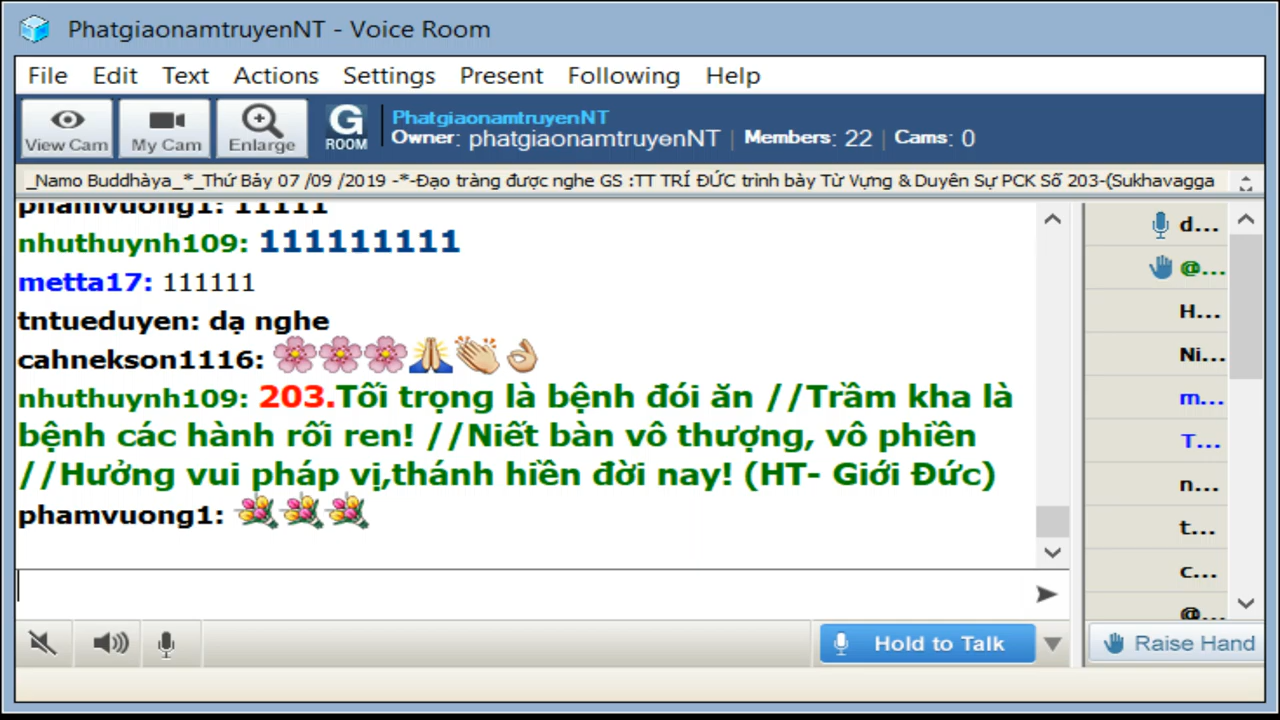 PhatgiaonamtruyenNT - Voice Room
File Edit Text Actions Settings Present Following Help
View Cam My Cam Enlarge G ROOM
PhatgiaonamtruyenNT
Owner: phatgiaonamtruyenNT | Members: 22 | Cams: 0
_Namo Buddhàya_*_Thứ Bảy 07 /09 /2019 -*-Đạo tràng được nghe GS :TT TRÍ ĐỨC trình bày Từ Vựng & Duyên Sự PCK Số 203-(Sukhavagga
phamvuong1: 11111
nhuthuynh109: 111111111
metta17: 111111
tntueduyen: dạ nghe
cahnekson1116: 🌸🌸🌸🙏👏👌
nhuthuynh109: 203.Tối trọng là bệnh đói ăn //Trầm kha là
bệnh các hành rối ren! //Niết bàn vô thượng, vô phiền
//Hưởng vui pháp vị,thánh hiền đời nay! (HT- Giới Đức)
phamvuong1: 💐💐💐
d...
@...
H...
Ni...
m...
T...
n...
t...
c...
@...
Hold to Talk
Raise Hand